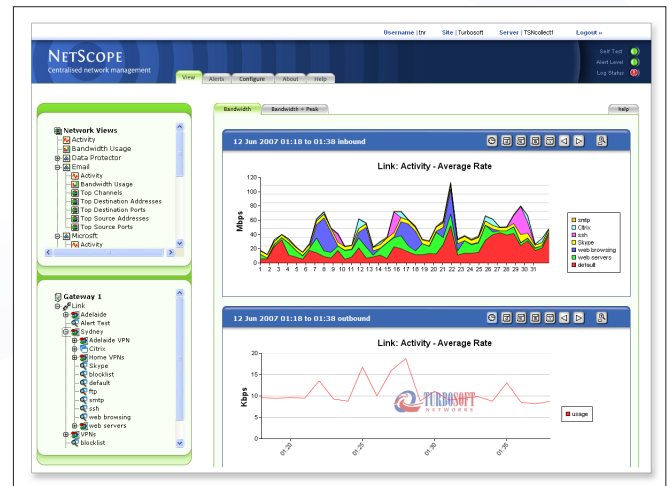 Username | tnr Site | Turbosoft Server | TSNcollect1 Logout »
NETSCOPE
Centralised network management
Self Test
Alert Level
Log Status
View Alerts Configure About Help
Bandwidth Bandwidth + Peak help
Network Views
Activity
Bandwidth Usage
Data Protector
Email
Activity
Bandwidth Usage
Top Channels
Top Destination Addresses
Top Destination Ports
Top Source Addresses
Top Source Ports
Microsft
Activity
Gateway 1
Link
Adelaide
Alert Test
Sydney
Adelaide VPN
Citrix
Home VPNs
Skype
blocklist
default
ftp
smtp
ssh
web browsing
web servers
VPNs
blocklist
12 Jun 2007 01:18 to 01:38 inbound
Link: Activity - Average Rate
Mbps
120
100
80
60
40
20
0
1 2 3 4 5 6 7 8 9 10 11 12 13 14 15 16 17 18 19 20 21 22 23 24 25 26 27 28 29 30 31
smtp
Citrix
ssh
Skype
web browsing
web servers
default
12 Jun 2007 01:18 to 01:38 outbound
Link: Activity - Average Rate
Kbps
20
15
10
5
0
01:20 01:25 01:30 01:35
TURBOSOFT
NETWORKS
usage